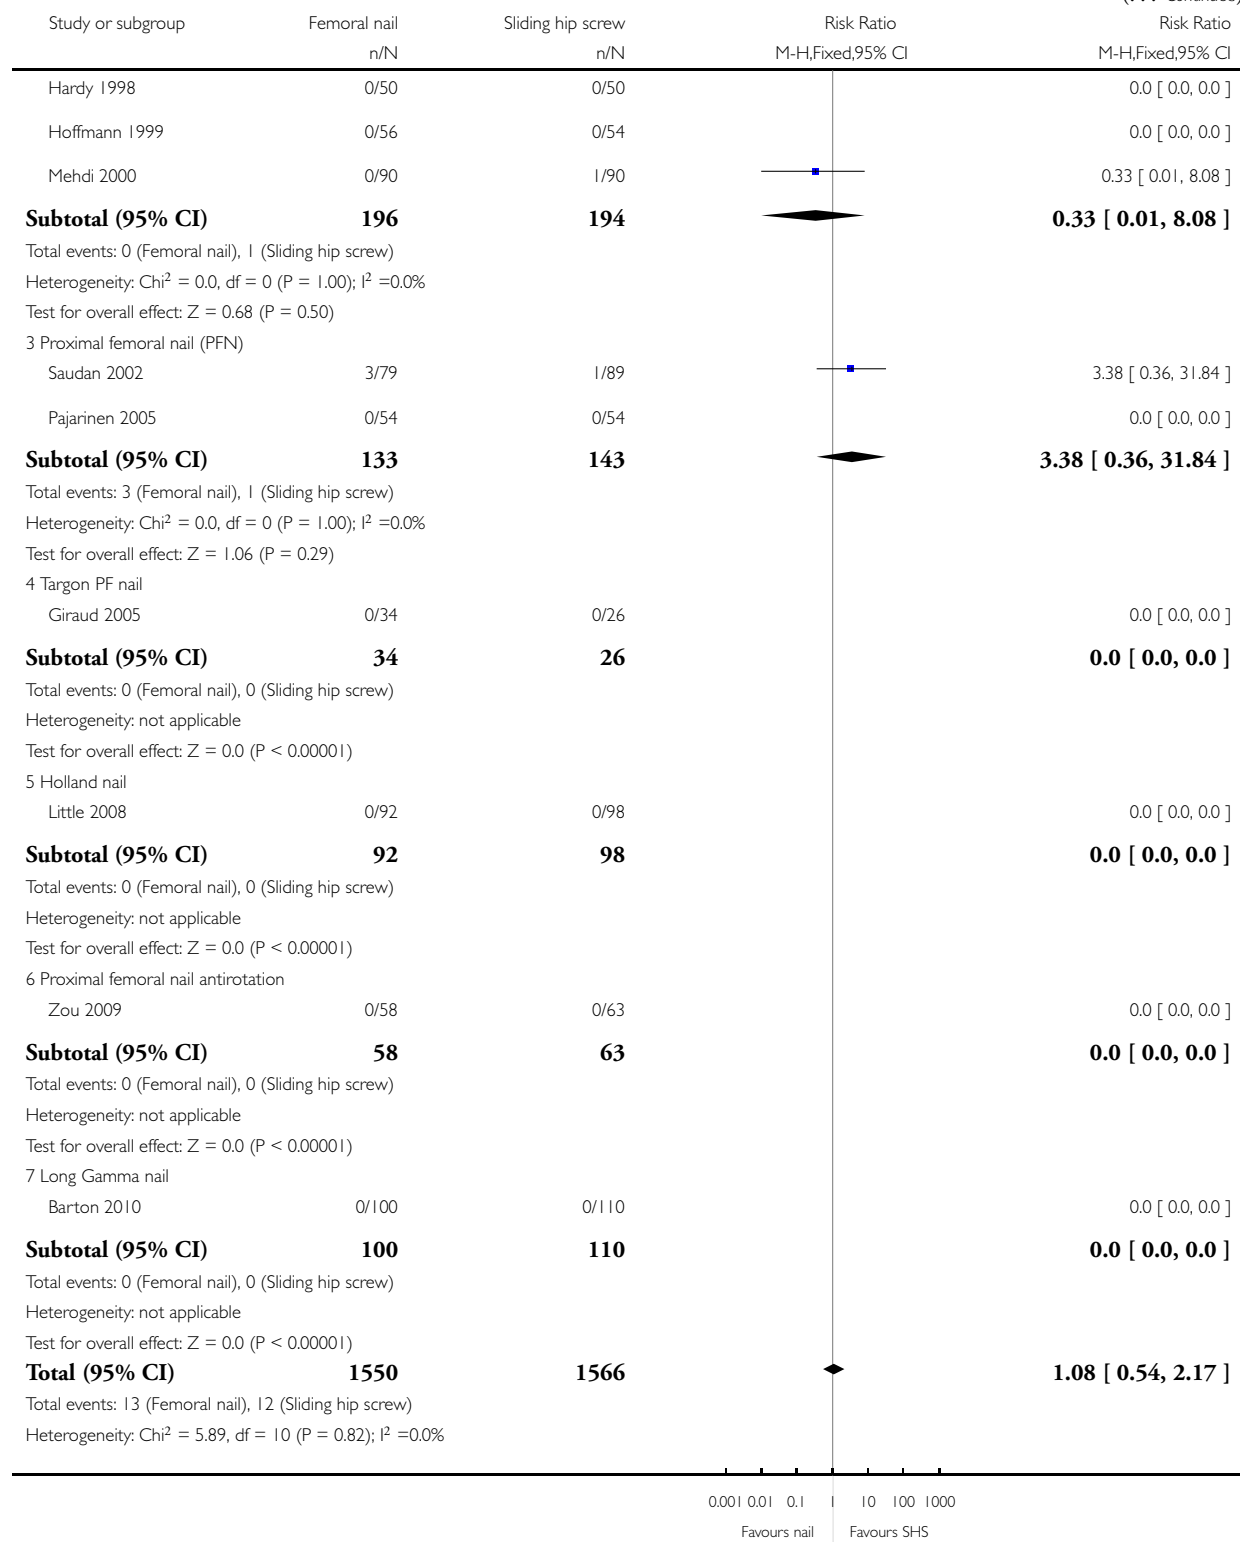 Study or subgroup Femoral nail Sliding hip screw Risk Ratio Risk Ratio
n/N n/N M-H,Fixed,95% CI M-H,Fixed,95% CI
Hardy 1998 0/50 0/50 0.0 [ 0.0, 0.0 ]
Hoffmann 1999 0/56 0/54 0.0 [ 0.0, 0.0 ]
Mehdi 2000 0/90 1/90 0.33 [ 0.01, 8.08 ]
Subtotal (95% CI) 196 194 0.33 [ 0.01, 8.08 ]
Total events: 0 (Femoral nail), 1 (Sliding hip screw)
Heterogeneity: Chi² = 0.0, df = 0 (P = 1.00); I² =0.0%
Test for overall effect: Z = 0.68 (P = 0.50)
3 Proximal femoral nail (PFN)
Saudan 2002 3/79 1/89 3.38 [ 0.36, 31.84 ]
Pajarinen 2005 0/54 0/54 0.0 [ 0.0, 0.0 ]
Subtotal (95% CI) 133 143 3.38 [ 0.36, 31.84 ]
Total events: 3 (Femoral nail), 1 (Sliding hip screw)
Heterogeneity: Chi² = 0.0, df = 0 (P = 1.00); I² =0.0%
Test for overall effect: Z = 1.06 (P = 0.29)
4 Targon PF nail
Giraud 2005 0/34 0/26 0.0 [ 0.0, 0.0 ]
Subtotal (95% CI) 34 26 0.0 [ 0.0, 0.0 ]
Total events: 0 (Femoral nail), 0 (Sliding hip screw)
Heterogeneity: not applicable
Test for overall effect: Z = 0.0 (P < 0.00001)
5 Holland nail
Little 2008 0/92 0/98 0.0 [ 0.0, 0.0 ]
Subtotal (95% CI) 92 98 0.0 [ 0.0, 0.0 ]
Total events: 0 (Femoral nail), 0 (Sliding hip screw)
Heterogeneity: not applicable
Test for overall effect: Z = 0.0 (P < 0.00001)
6 Proximal femoral nail antirotation
Zou 2009 0/58 0/63 0.0 [ 0.0, 0.0 ]
Subtotal (95% CI) 58 63 0.0 [ 0.0, 0.0 ]
Total events: 0 (Femoral nail), 0 (Sliding hip screw)
Heterogeneity: not applicable
Test for overall effect: Z = 0.0 (P < 0.00001)
7 Long Gamma nail
Barton 2010 0/100 0/110 0.0 [ 0.0, 0.0 ]
Subtotal (95% CI) 100 110 0.0 [ 0.0, 0.0 ]
Total events: 0 (Femoral nail), 0 (Sliding hip screw)
Heterogeneity: not applicable
Test for overall effect: Z = 0.0 (P < 0.00001)
Total (95% CI) 1550 1566 1.08 [ 0.54, 2.17 ]
Total events: 13 (Femoral nail), 12 (Sliding hip screw)
Heterogeneity: Chi² = 5.89, df = 10 (P = 0.82); I² =0.0%
0.001 0.01 0.1 1 10 100 1000
Favours nail Favours SHS